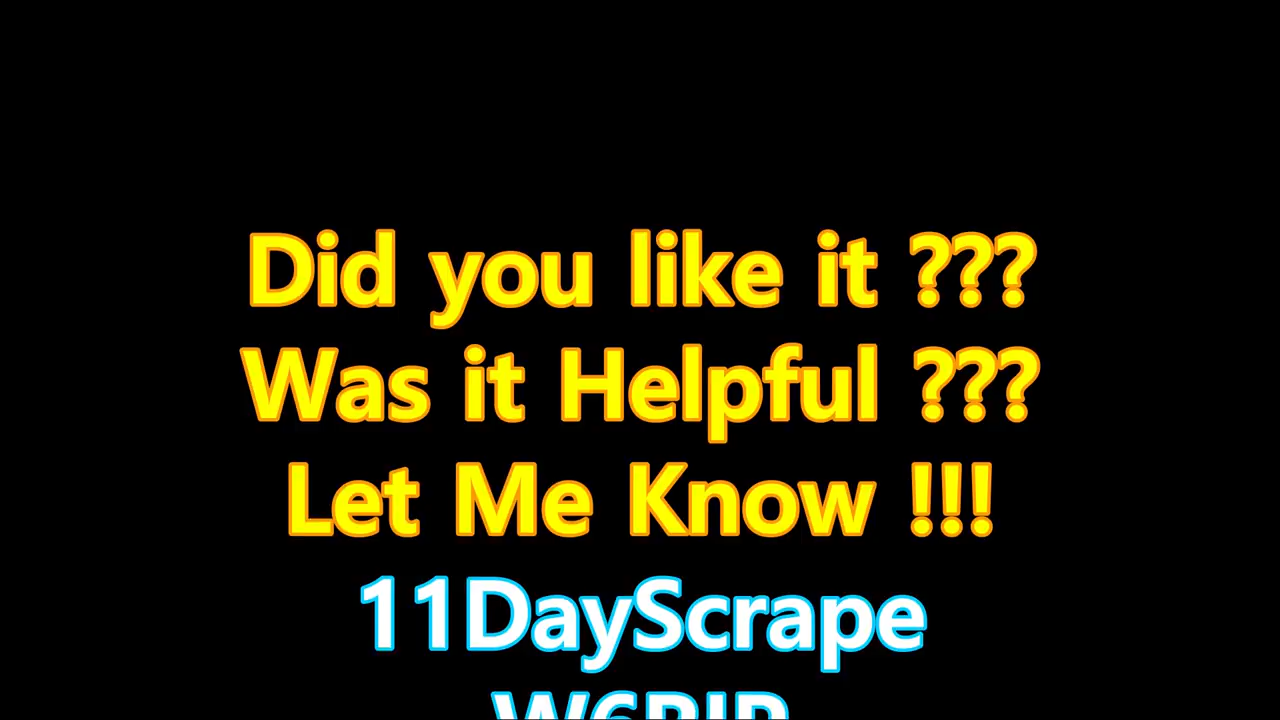 Did you like it ???
Was it Helpful ???
Let Me Know !!!
11DayScrape